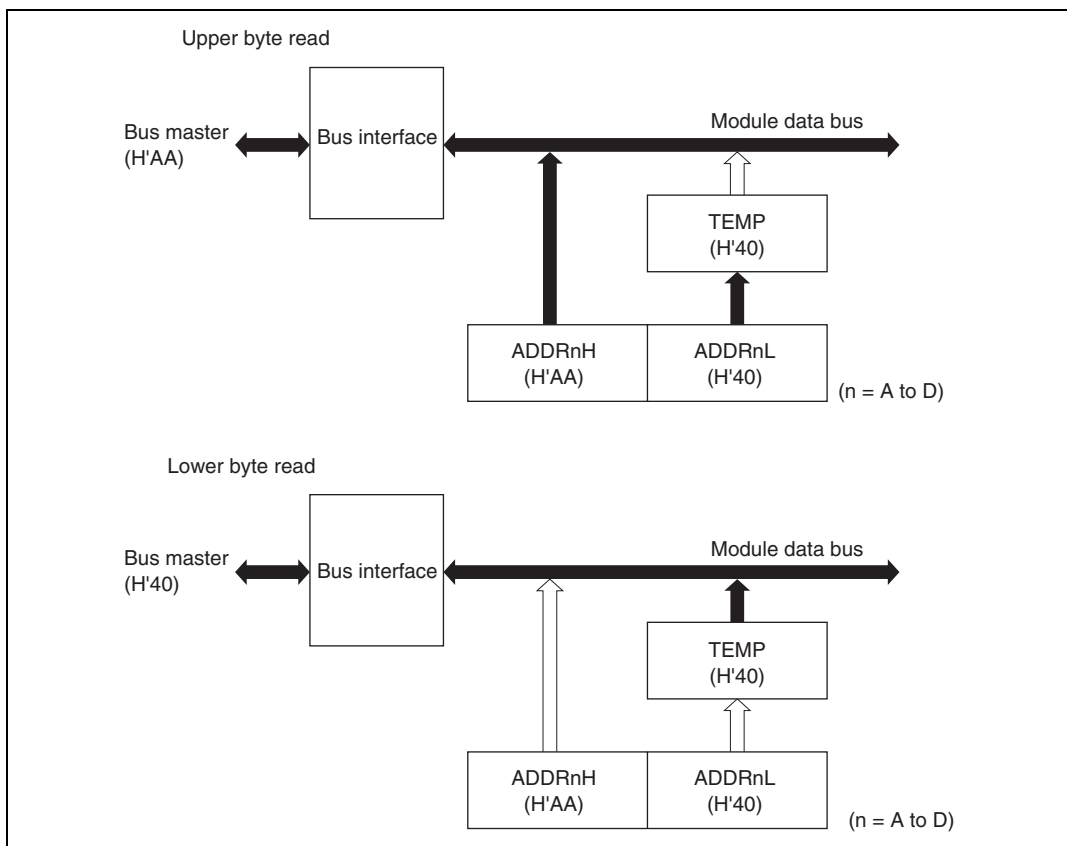 Upper byte read
Bus master
(H'AA)
Bus interface
Module data bus
TEMP
(H'40)
ADDRnH
(H'AA)
ADDRnL
(H'40)
(n = A to D)
Lower byte read
Bus master
(H'40)
Bus interface
Module data bus
TEMP
(H'40)
ADDRnH
(H'AA)
ADDRnL
(H'40)
(n = A to D)